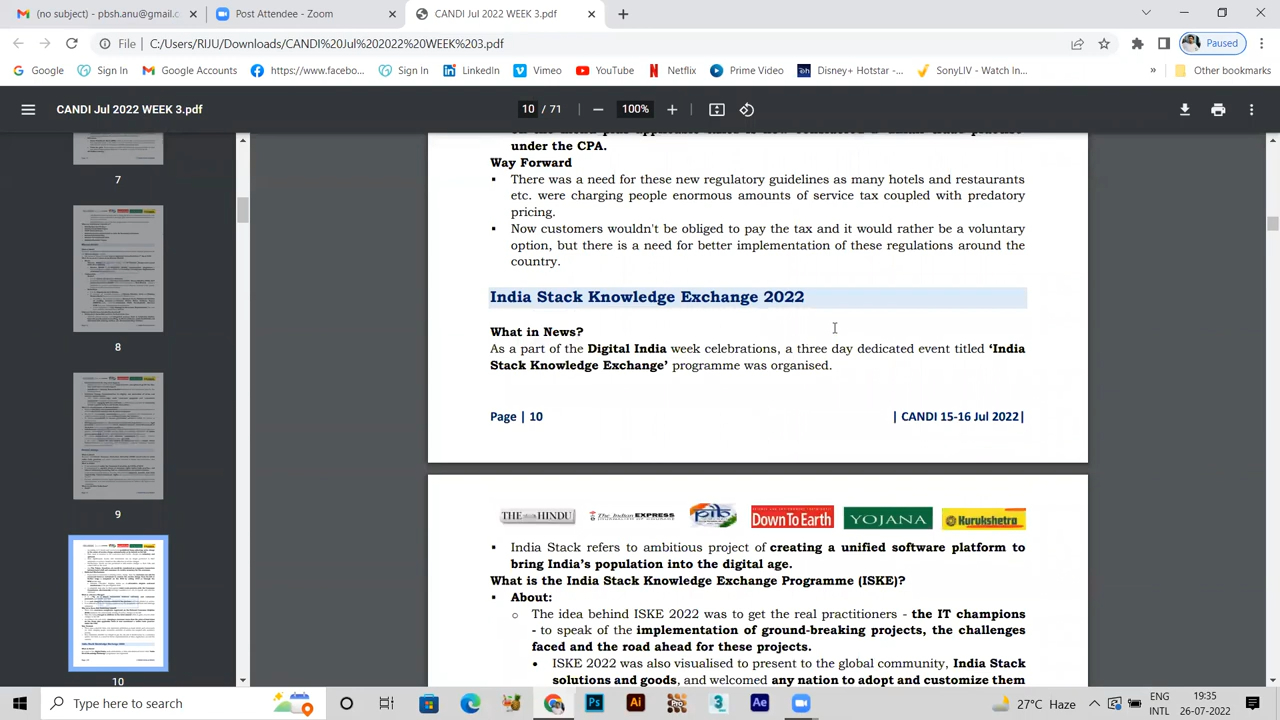 (no subject) - pbsh.anu@gmail.c
Post Attendee - Zoom
CANDI Jul 2022 WEEK 3.pdf
File
C:/Users/RIJU/Downloads/CANDI%20Jul%202022%20WEEK%203.pdf
Paused
Google
Sign In
Google Accounts
https://www.facebo...
Sign In
LinkedIn
Vimeo
YouTube
Netflix
Prime Video
Disney+ Hotstar -...
SonyLIV - Watch In...
»
Other bookmarks
CANDI Jul 2022 WEEK 3.pdf
10 / 71
100%
7
8
9
10
under the CPA.
Way Forward
▪ There was a need for these new regulatory guidelines as many hotels and restaurants
etc. were charging people enormous amounts of service tax coupled with predatory
pricing.
▪ Now customers wouldn't be obliged to pay the tax and it would rather be a voluntary
option, but there is a need for better implementation of these regulations around the
country.
India Stack Knowledge Exchange 2022
What in News?
As a part of the Digital India week celebrations, a three day dedicated event titled 'India
Stack Knowledge Exchange' programme was organised.
Page | 10
| CANDI 15-16 Jul 2022|
THE HINDU
The Indian EXPRESS
pib
DownToEarth
YOJANA
Kurukshetra
▪ India Stack refers to ambitious project of creating a unified software platform to
bring India's population into the digital age.
What is the India Stack Knowledge Exchange Programme (ISKE)?
▪ About:
o The idea behind ISKE 2022 was to get the real practitioners - the IT champions
to speak of the implementation of ground-breaking projects, the challenges
faced and the road ahead for these projects.
▪ ISKE 2022 was also visualised to present to the global community, India Stack
solutions and goods, and welcomed any nation to adopt and customize them
Type here to search
27°C Haze
ENG
INTL
19:35
26-07-2022